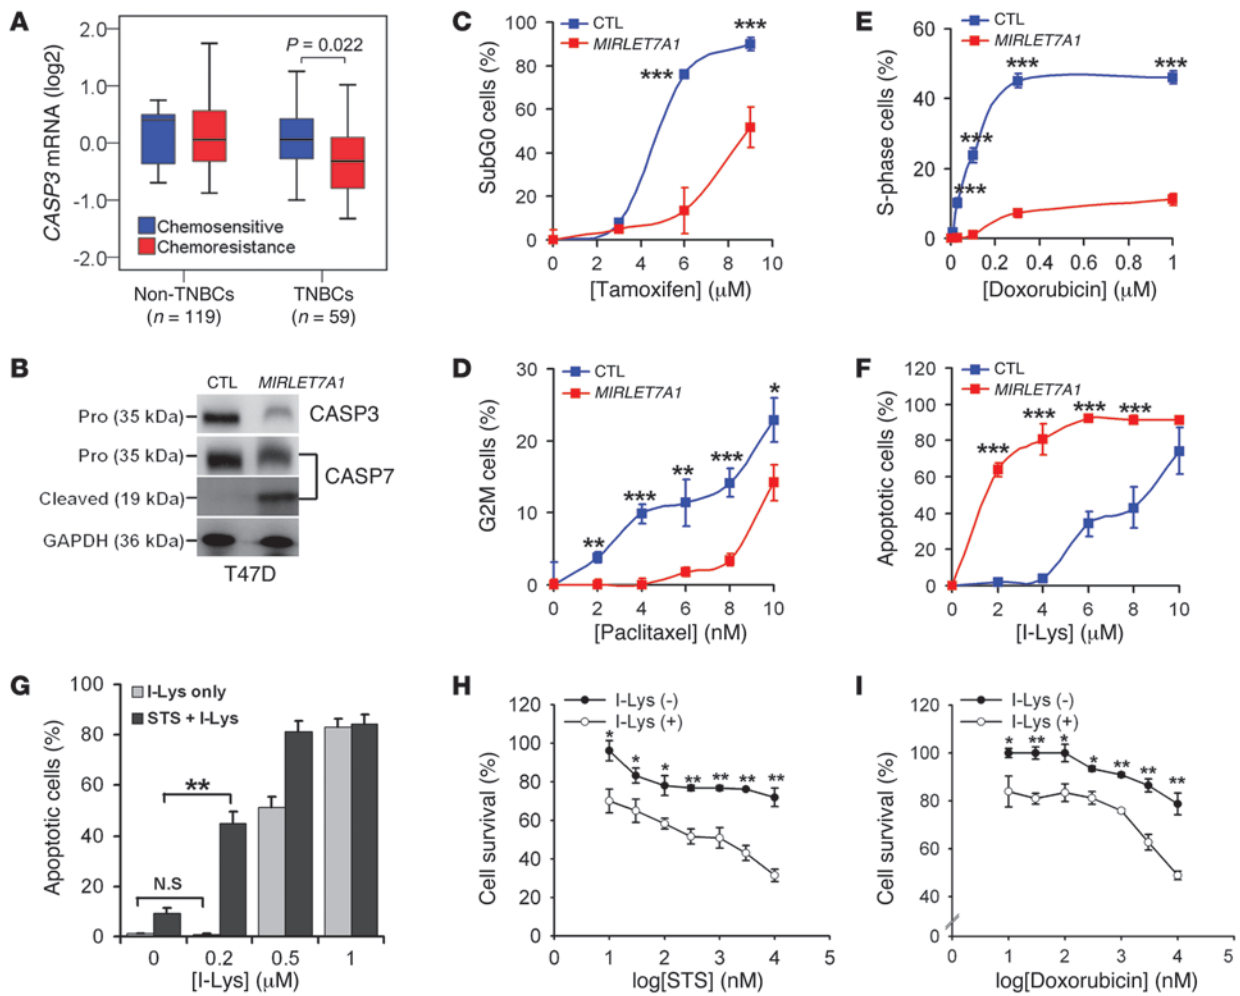 A
CASP3 mRNA (log2)
2.0
1.0
0.0
-1.0
-2.0
P = 0.022
Chemosensitive
Chemoresistance
Non-TNBCs
(n = 119)
TNBCs
(n = 59)
B
CTL MIRLET7A1
Pro (35 kDa)
CASP3
Pro (35 kDa)
CASP7
Cleaved (19 kDa)
GAPDH (36 kDa)
T47D
C
CTL
MIRLET7A1
SubG0 cells (%)
100
80
60
40
20
0
***
***
0 2 4 6 8 10
[Tamoxifen] (μM)
D
CTL
MIRLET7A1
G2M cells (%)
30
20
10
0
**
***
**
***
*
0 2 4 6 8 10
[Paclitaxel] (nM)
E
CTL
MIRLET7A1
S-phase cells (%)
60
40
20
0
***
***
***
***
0 0.2 0.4 0.6 0.8 1
[Doxorubicin] (μM)
F
CTL
MIRLET7A1
Apoptotic cells (%)
120
100
80
60
40
20
0
***
***
***
***
0 2 4 6 8 10
[I-Lys] (μM)
G
I-Lys only
STS + I-Lys
Apoptotic cells (%)
100
80
60
40
20
0
N.S
**
0 0.2 0.5 1
[I-Lys] (μM)
H
I-Lys (-)
I-Lys (+)
Cell survival (%)
120
100
80
60
40
20
0
* * * ** ** ** **
0 1 2 3 4 5
log[STS] (nM)
I
I-Lys (-)
I-Lys (+)
Cell survival (%)
120
100
80
60
40
0
* ** * * ** ** **
0 1 2 3 4 5
log[Doxorubicin] (nM)